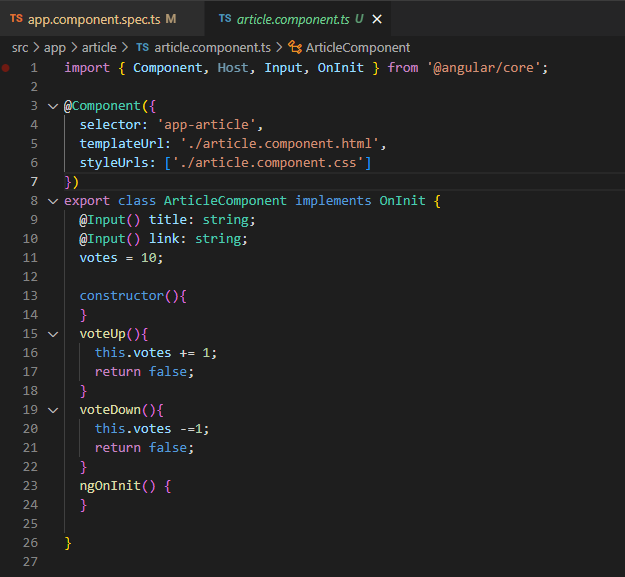 TS app.component.spec.ts M TS article.component.ts U ×
src > app > article > TS article.component.ts > ArticleComponent
1 import { Component, Host, Input, OnInit } from '@angular/core';
2
3 @Component({
4   selector: 'app-article',
5   templateUrl: './article.component.html',
6   styleUrls: ['./article.component.css']
7 })
8 export class ArticleComponent implements OnInit {
9   @Input() title: string;
10   @Input() link: string;
11   votes = 10;
12
13   constructor(){
14   }
15   voteUp(){
16     this.votes += 1;
17     return false;
18   }
19   voteDown(){
20     this.votes -=1;
21     return false;
22   }
23   ngOnInit() {
24   }
25
26 }
27